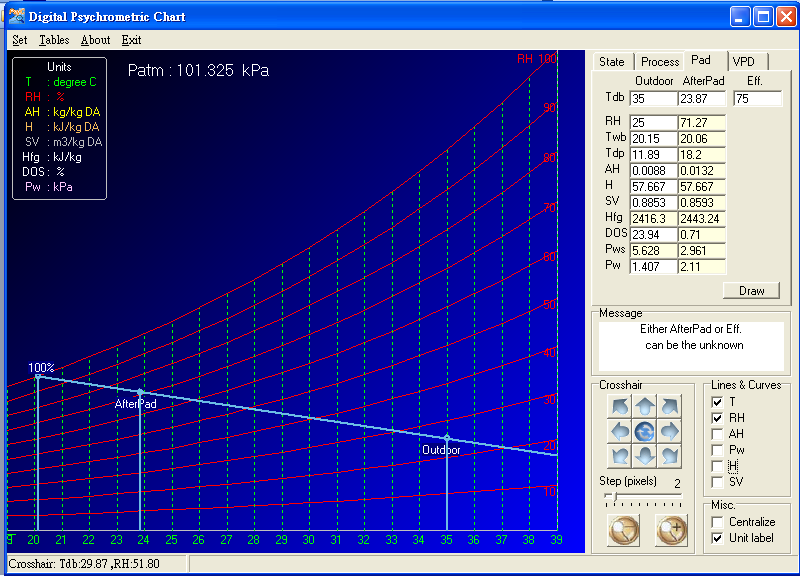 Digital Psychrometric Chart
Set Tables About Exit
Units
T : degree C
RH : %
AH : kg/kg DA
H : kJ/kg DA
SV : m3/kg DA
Hfg : kJ/kg
DOS : %
Pw : kPa
Patm : 101.325 kPa
RH 100
90
80
70
60
50
40
30
20
10
100%
AfterPad
Outdoor
20 21 22 23 24 25 26 27 28 29 30 31 32 33 34 35 36 37 38 39
State Process Pad VPD
Outdoor AfterPad Eff.
Tdb 35 23.87 75
RH 25 71.27
Twb 20.15 20.06
Tdp 11.89 18.2
AH 0.0088 0.0132
H 57.667 57.667
SV 0.8853 0.8593
Hfg 2416.3 2443.24
DOS 23.94 0.71
Pws 5.628 2.961
Pw 1.407 2.11
Draw
Message
Either AfterPad or Eff.
can be the unknown
Crosshair
Step (pixels) 2
Lines & Curves
T
RH
AH
Pw
H
SV
Misc.
Centralize
Unit label
Crosshair: Tdb:29.87 ,RH:51.80